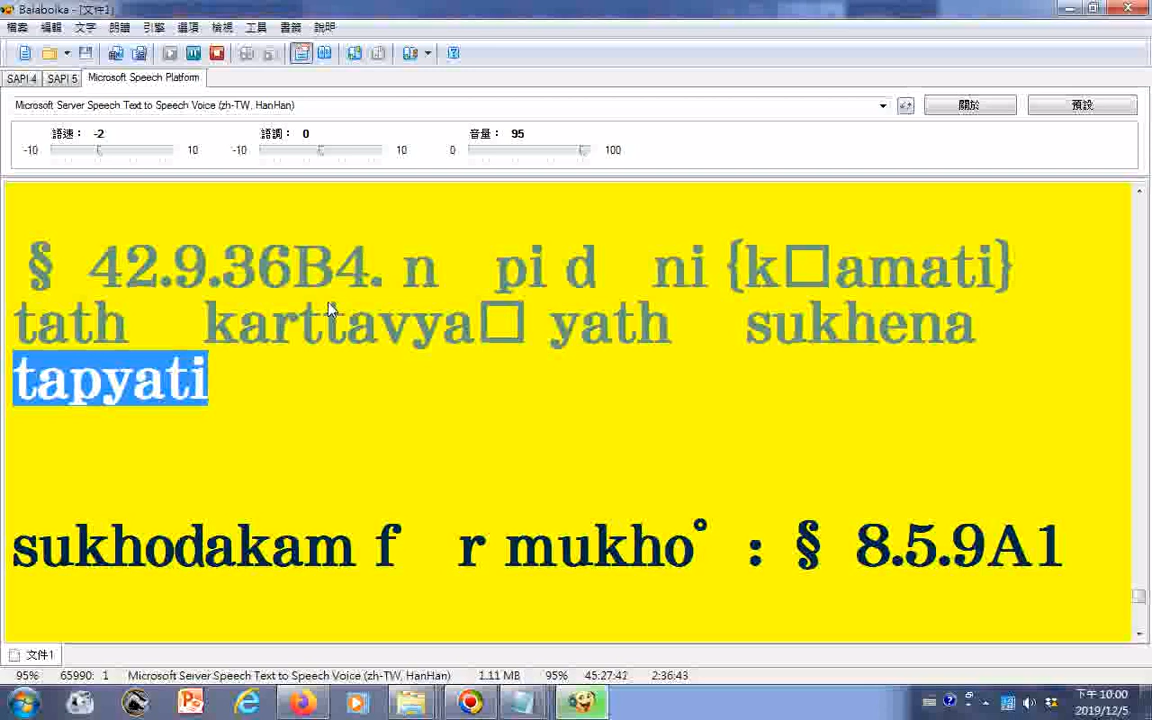 Balabolka - [文件1]
檔案 編輯 文字 朗讀 引擎 選項 檢視 工具 書籤 說明
SAPI 4 SAPI 5 Microsoft Speech Platform
Microsoft Server Speech Text to Speech Voice (zh-TW, HanHan) 關於 預設
語速： -2 語調： 0 音量： 95
-10 10 -10 10 0 100
§ 42.9.36B4. n pi d ni {k□amati}
tath karttavya□ yath sukhena
tapyati
sukhodakam f r mukho° : § 8.5.9A1
文件1
95% 65990: 1 Microsoft Server Speech Text to Speech Voice (zh-TW, HanHan) 1.11 MB 95% 45:27:42 2:36:43
下午 10:00
2019/12/5